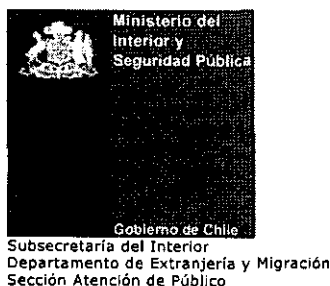 Ministerio del
Interior y
Seguridad Pública
Gobierno de Chile
Subsecretaría del Interior
Departamento de Extranjería y Migración
Sección Atención de Público